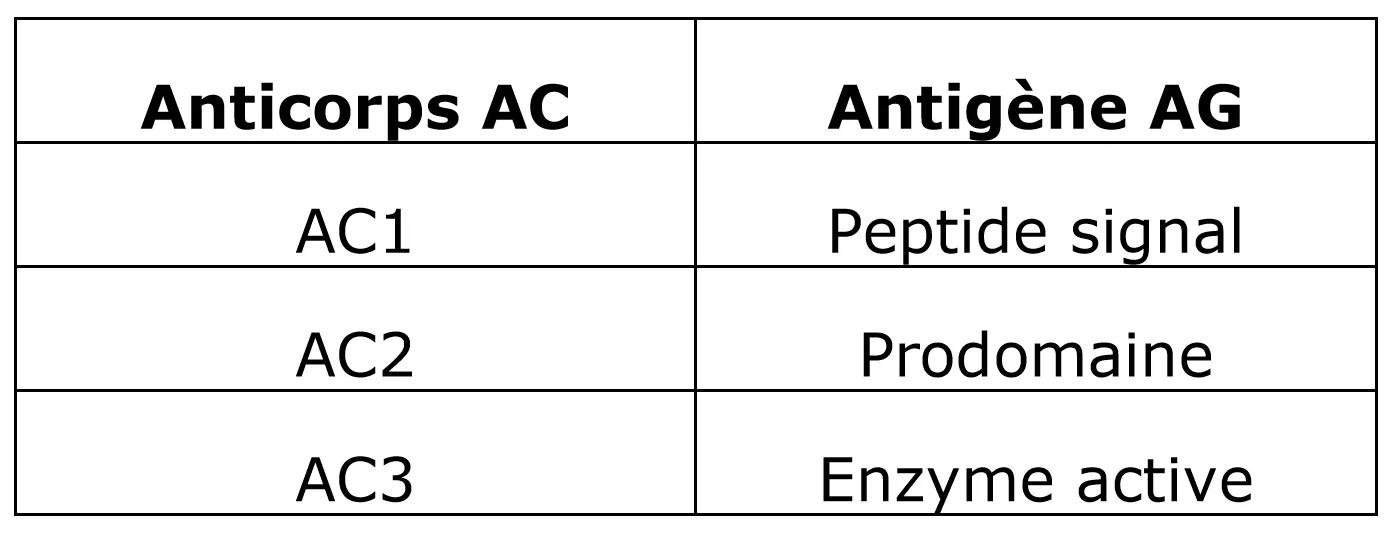 Anticorps AC Antigène AG
AC1 Peptide signal
AC2 Prodomaine
AC3 Enzyme active